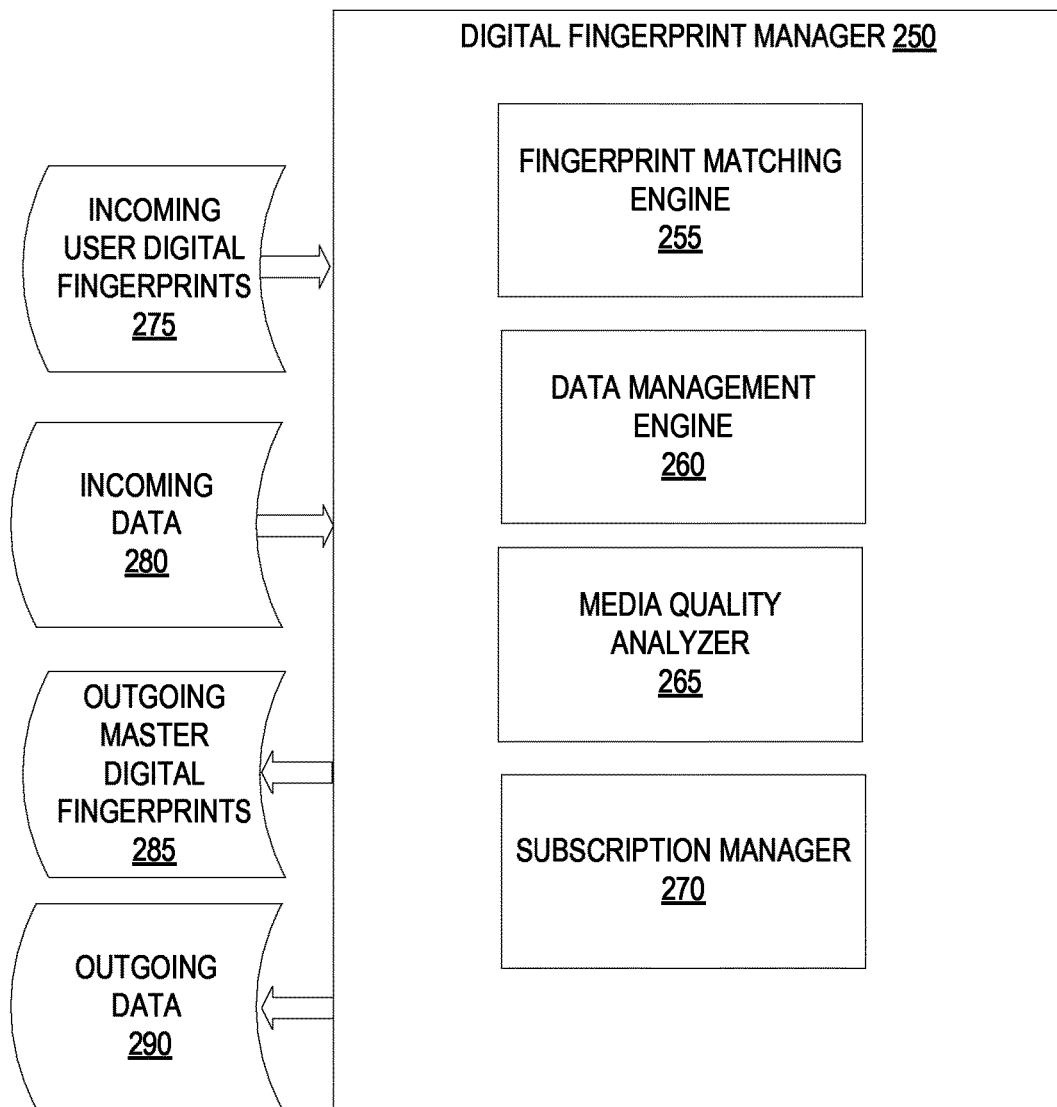 DIGITAL FINGERPRINT MANAGER 250
FINGERPRINT MATCHING
ENGINE
255
INCOMING
USER DIGITAL
FINGERPRINTS
275
DATA MANAGEMENT
ENGINE
260
INCOMING
DATA
280
MEDIA QUALITY
ANALYZER
265
OUTGOING
MASTER
DIGITAL
FINGERPRINTS
285
SUBSCRIPTION MANAGER
270
OUTGOING
DATA
290